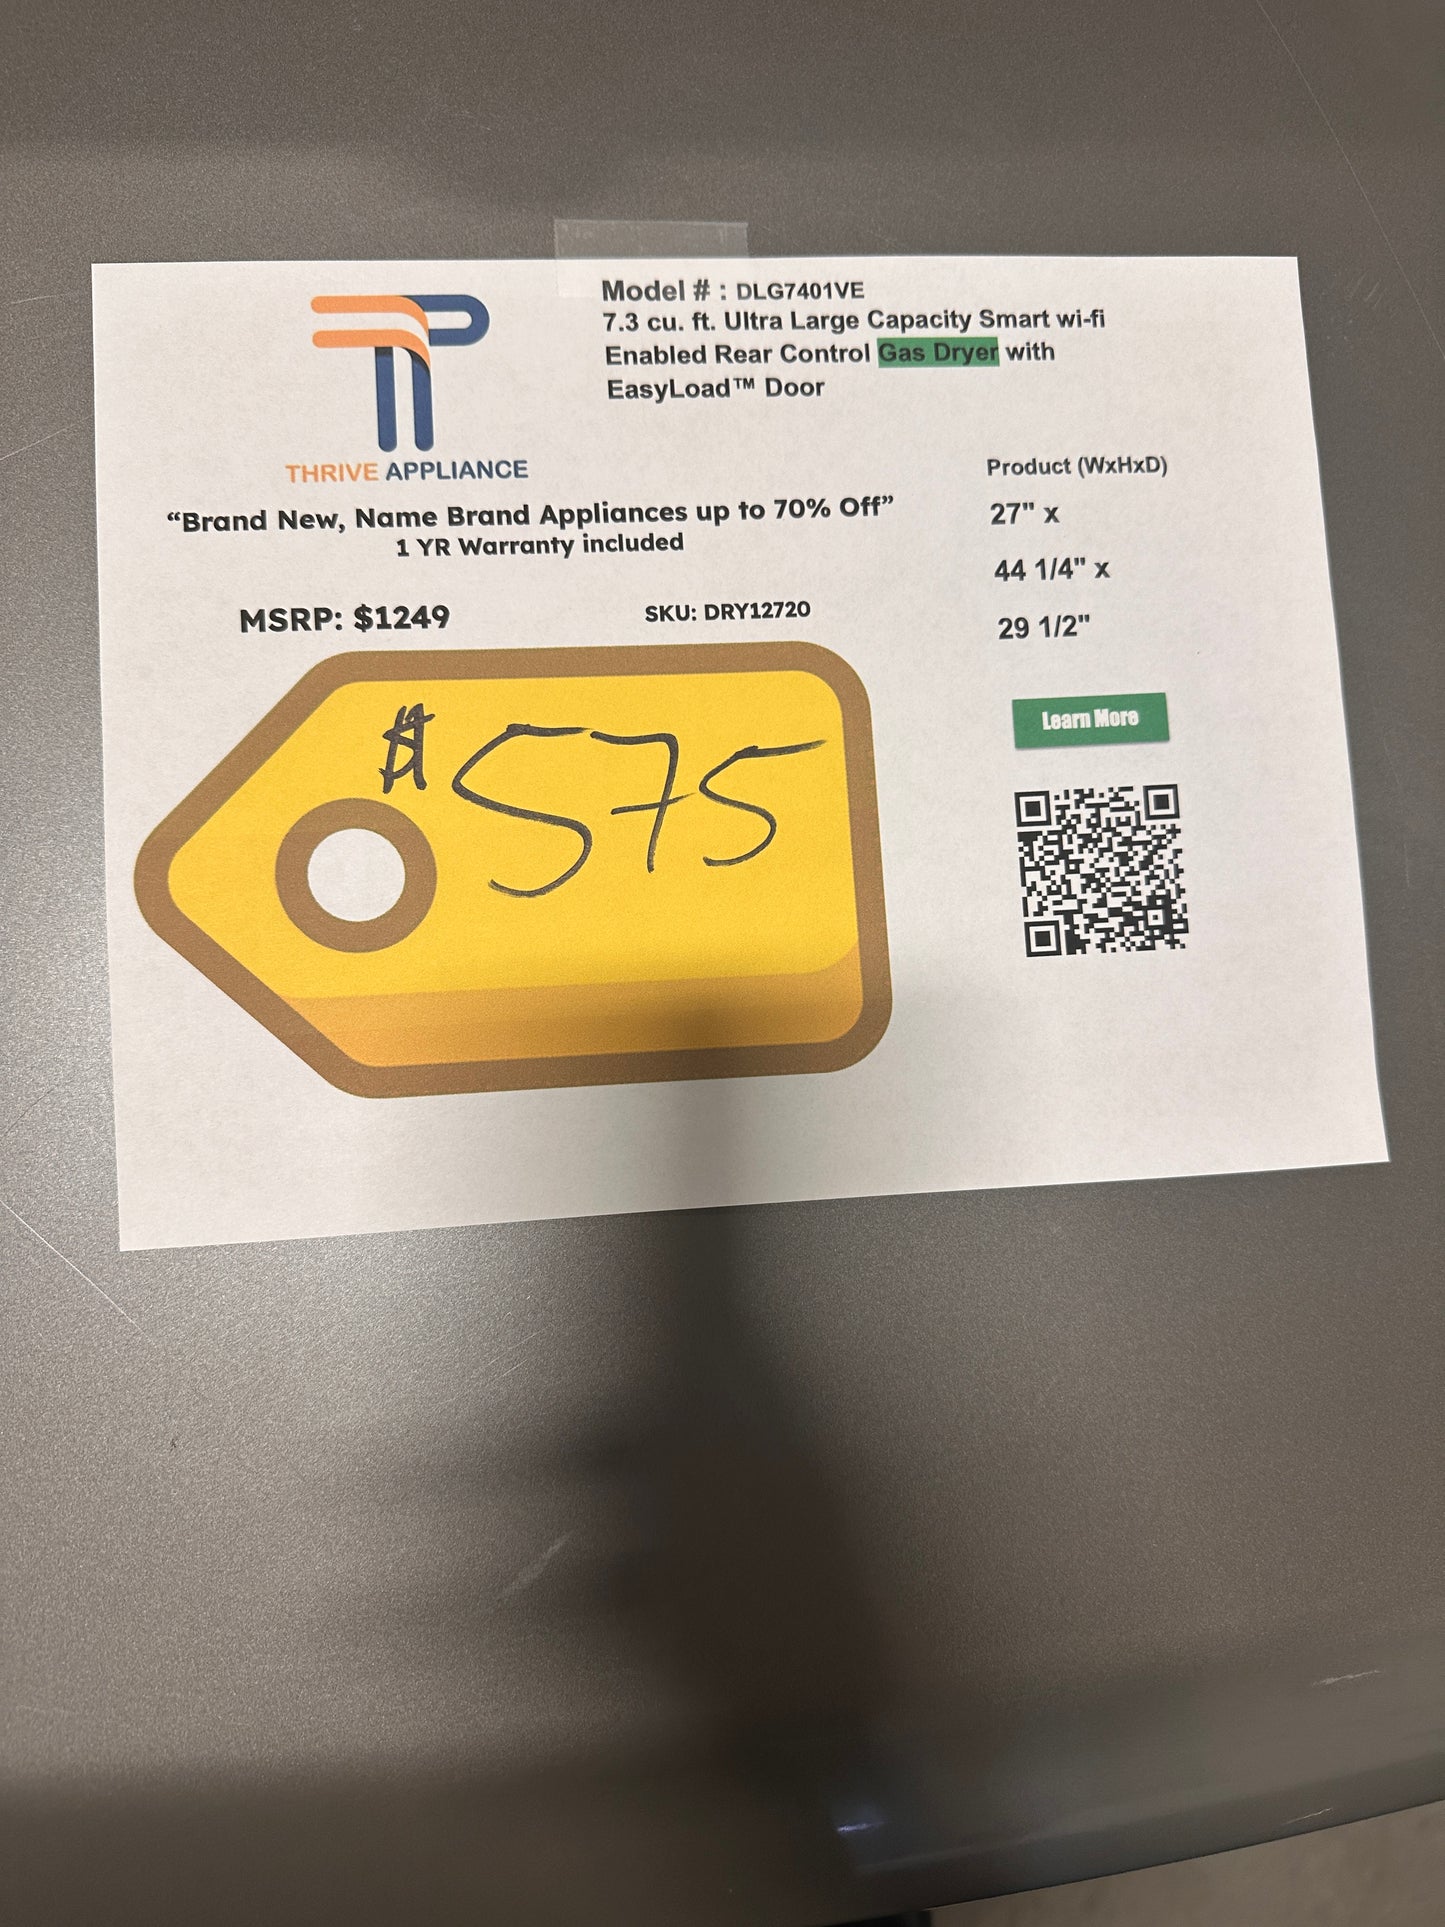 Model # : DLG7401VE
7.3 cu. ft. Ultra Large Capacity Smart wi-fi
Enabled Rear Control Gas Dryer with
EasyLoad™ Door
THRIVE APPLIANCE
“Brand New, Name Brand Appliances up to 70% Off”
1 YR Warranty included
MSRP: $1249
SKU: DRY12720
$575
Product (WxHxD)
27" x
44 1/4" x
29 1/2"
Learn More